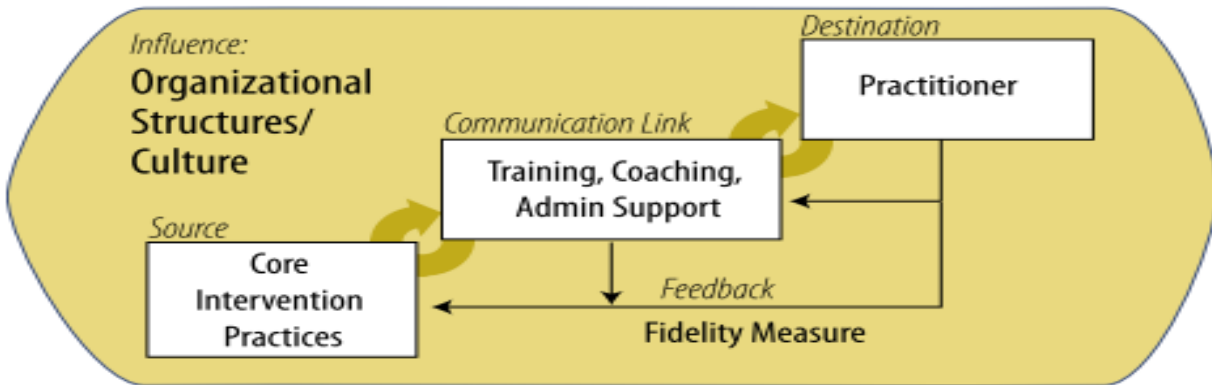 Influence:
Organizational
Structures/
Culture
Destination
Practitioner
Communication Link
Training, Coaching,
Admin Support
Source
Core
Intervention
Practices
Feedback
Fidelity Measure